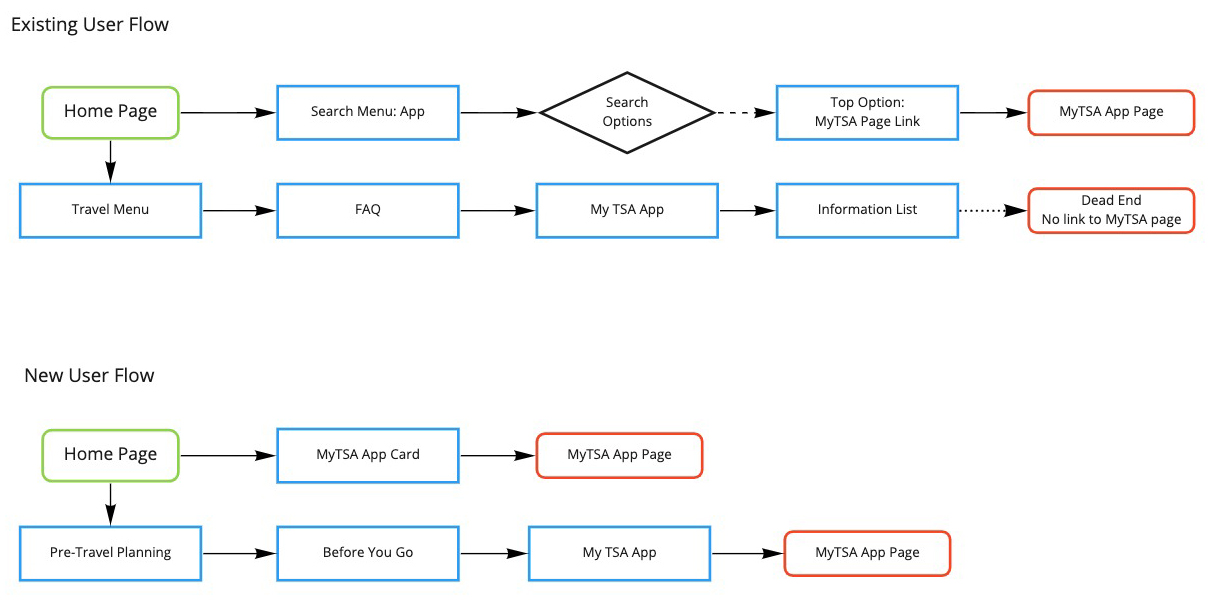 Existing User Flow
Home Page
Search Menu: App
Search
Options
Top Option:
MyTSA Page Link
MyTSA App Page
Travel Menu
FAQ
My TSA App
Information List
Dead End
No link to MyTSA page
New User Flow
Home Page
MyTSA App Card
MyTSA App Page
Pre-Travel Planning
Before You Go
My TSA App
MyTSA App Page